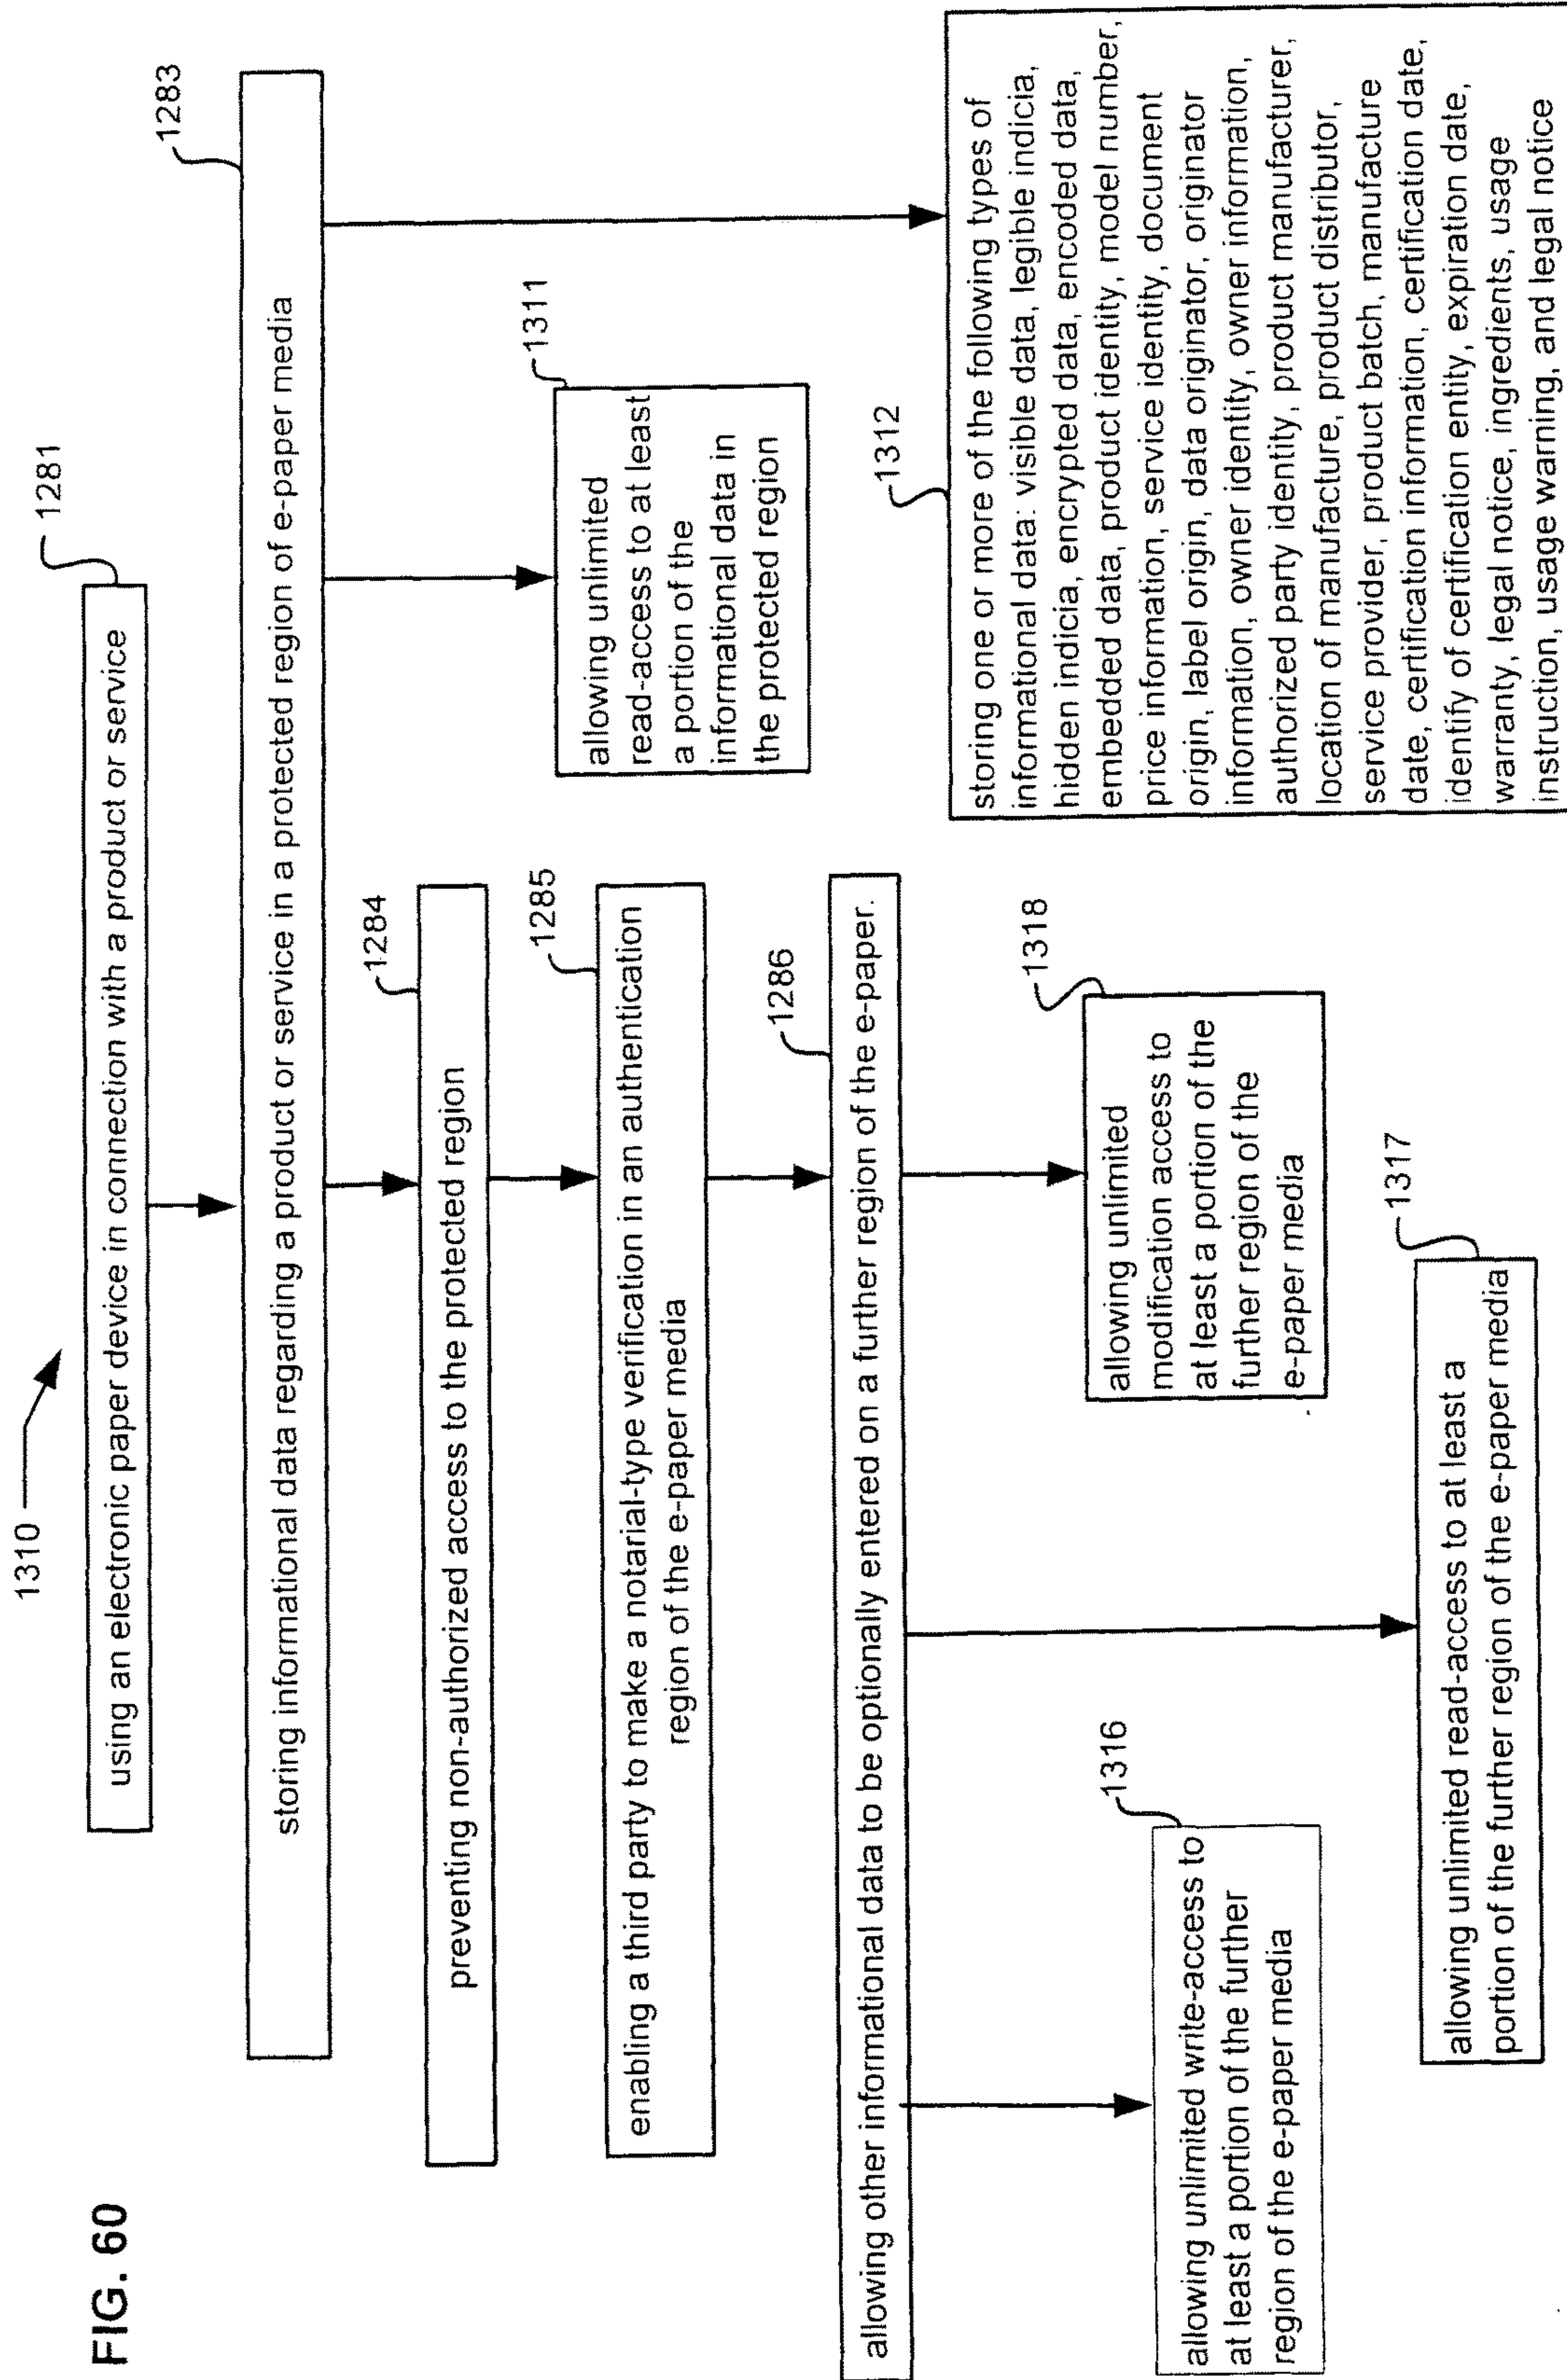 FIG. 60
1310
1281
using an electronic paper device in connection with a product or service
1283
storing informational data regarding a product or service in a protected region of e-paper media
1284
preventing non-authorized access to the protected region
1285
enabling a third party to make a notarial-type verification in an authentication
region of the e-paper media
1286
allowing other informational data to be optionally entered on a further region of the e-paper.
1311
allowing unlimited
read-access to at least
a portion of the
informational data in
the protected region
1312
storing one or more of the following types of
informational data: visible data, legible indicia,
hidden indicia, encrypted data, encoded data,
embedded data, product identity, model number,
price information, service identity, document
origin, label origin, data originator, originator
information, owner identity, owner information,
authorized party identity, product manufacturer,
location of manufacture, product distributor,
service provider, product batch, manufacture
date, certification information, certification date,
identify of certification entity, expiration date,
warranty, legal notice, ingredients, usage
instruction, usage warning, and legal notice
1316
allowing unlimited write-access to
at least a portion of the further
region of the e-paper media
1318
allowing unlimited
modification access to
at least a portion of the
further region of the
e-paper media
1317
allowing unlimited read-access to at least a
portion of the further region of the e-paper media